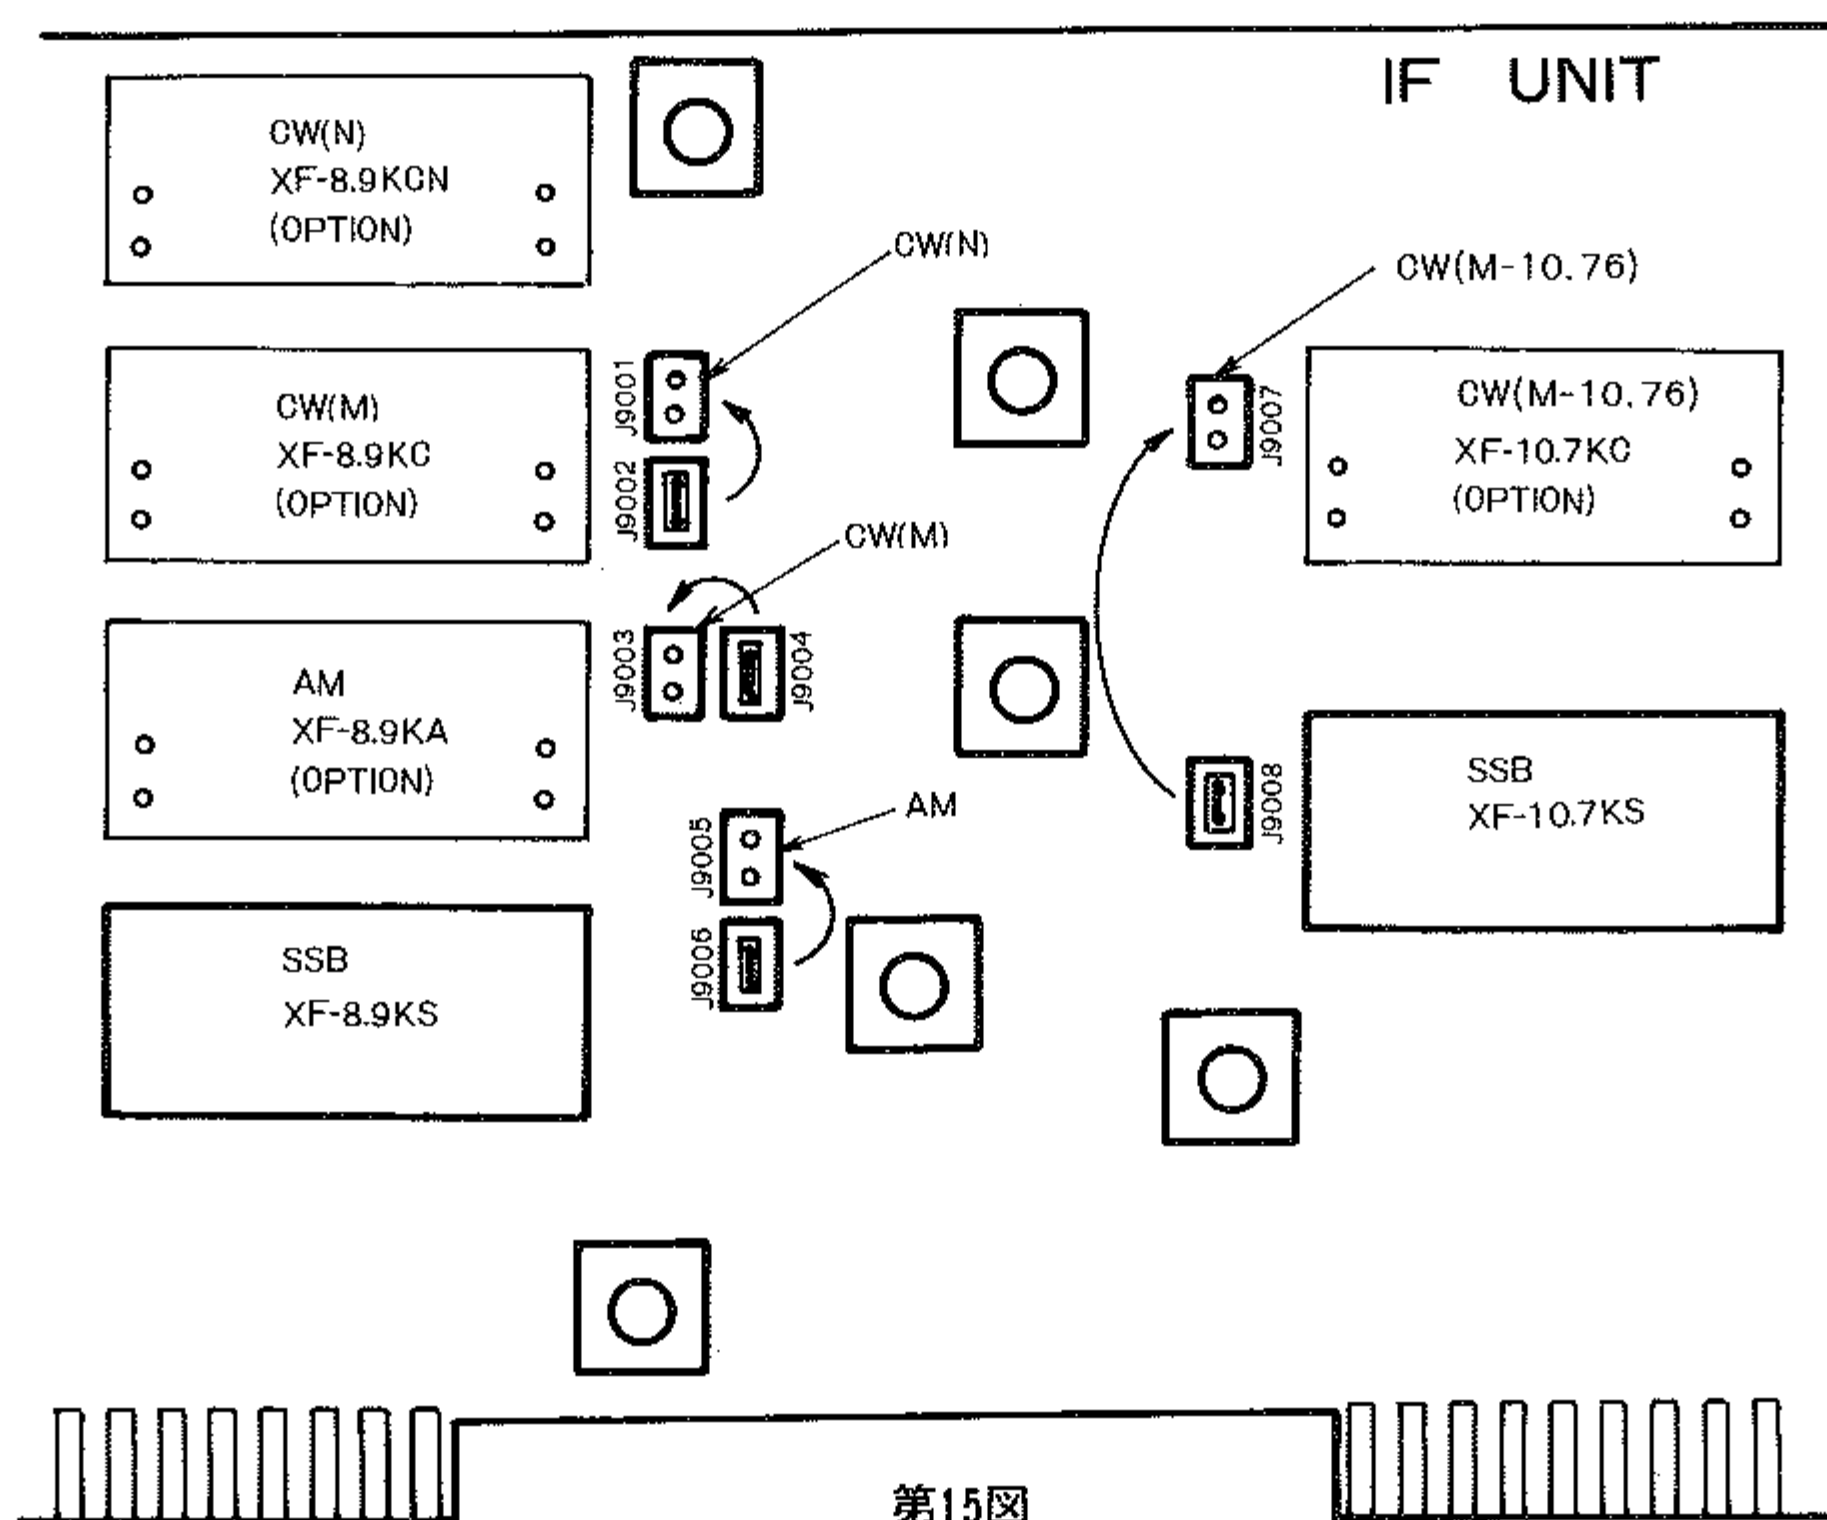 IF UNIT
CW(N)
XF-8.9KCN
(OPTION)
CW(N)
CW(M-10.76)
J9001
CW(M)
XF-8.9KC
(OPTION)
J9002
CW(M)
J9007
CW(M-10.76)
XF-10.7KC
(OPTION)
AM
XF-8.9KA
(OPTION)
J9003
J9004
J9005
AM
J9006
J9008
SSB
XF-10.7KS
SSB
XF-8.9KS
第15図